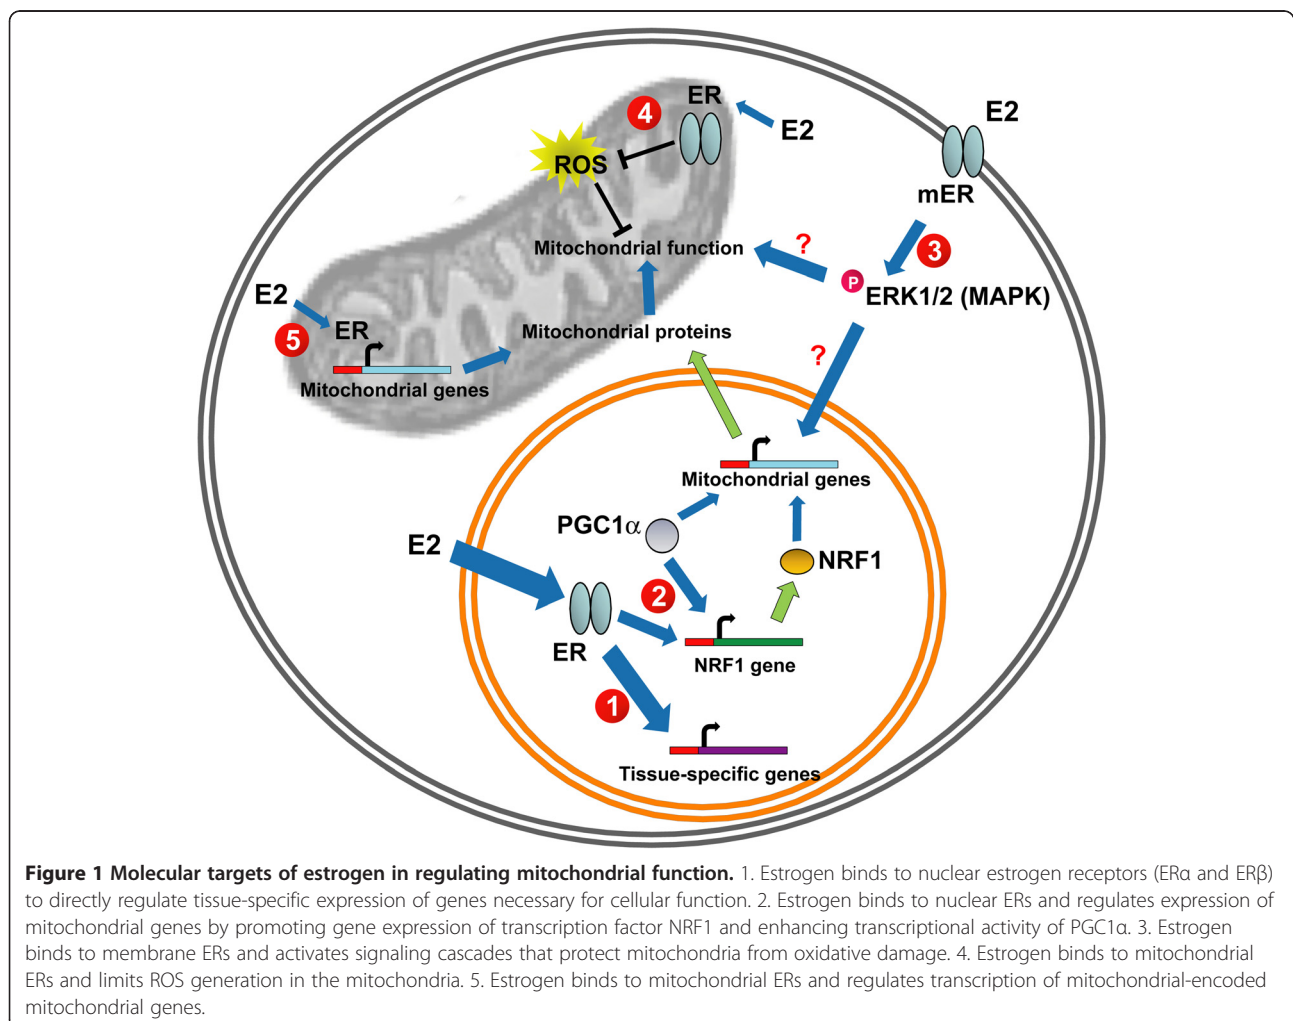 ER
4
E2
E2
ROS
mER
Mitochondrial function
?
3
P
ERK1/2 (MAPK)
E2
ER
5
Mitochondrial proteins
?
Mitochondrial genes
Mitochondrial genes
PGC1α
E2
NRF1
2
ER
NRF1 gene
1
Tissue-specific genes
Figure 1 Molecular targets of estrogen in regulating mitochondrial function. 1. Estrogen binds to nuclear estrogen receptors (ERα and ERβ)
to directly regulate tissue-specific expression of genes necessary for cellular function. 2. Estrogen binds to nuclear ERs and regulates expression of
mitochondrial genes by promoting gene expression of transcription factor NRF1 and enhancing transcriptional activity of PGC1α. 3. Estrogen
binds to membrane ERs and activates signaling cascades that protect mitochondria from oxidative damage. 4. Estrogen binds to mitochondrial
ERs and limits ROS generation in the mitochondria. 5. Estrogen binds to mitochondrial ERs and regulates transcription of mitochondrial-encoded
mitochondrial genes.